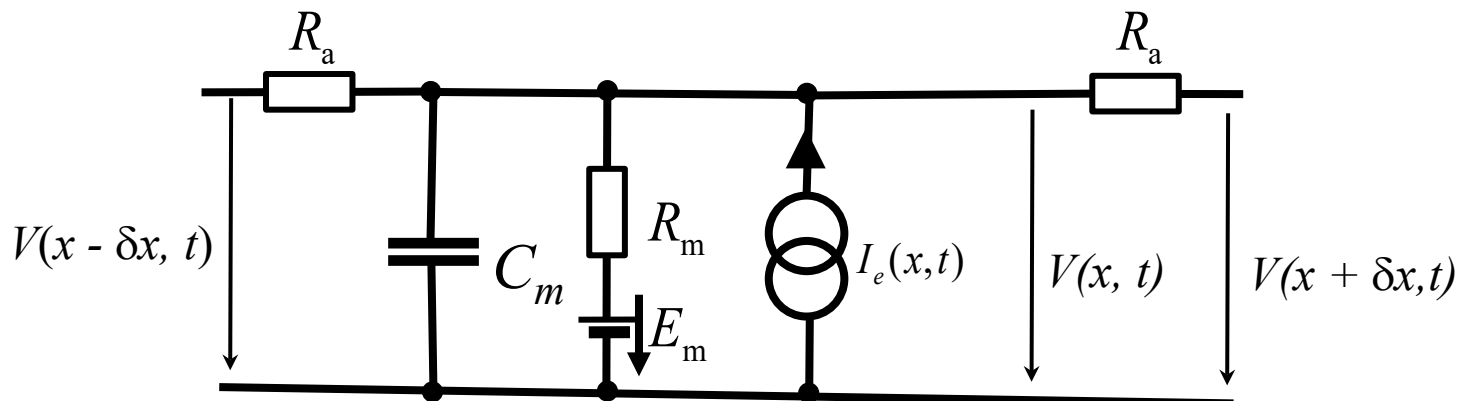 Rₐ
Rₐ
V(x - δx, t)
Cₘ
Rₘ
Eₘ
Iₑ(x,t)
V(x, t)
V(x + δx,t)